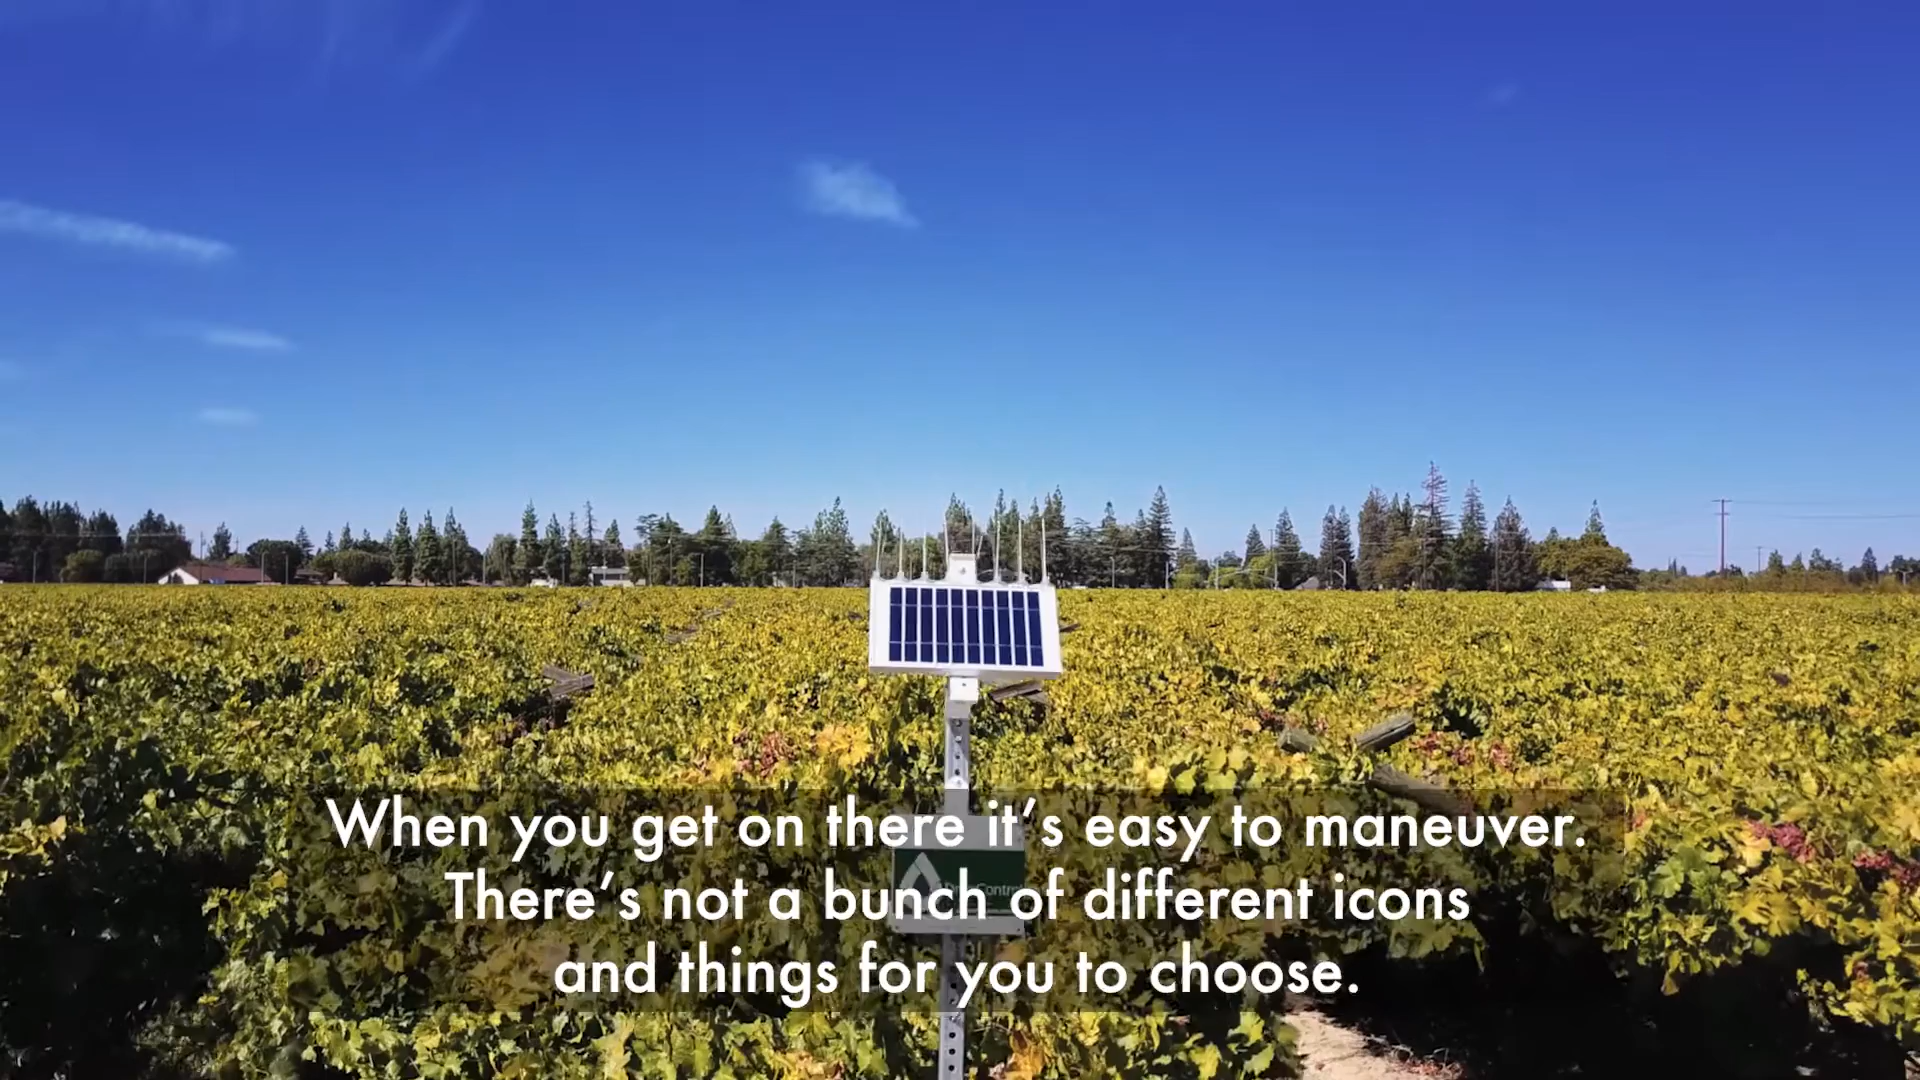 When you get on there it's easy to maneuver.
There's not a bunch of different icons
and things for you to choose.